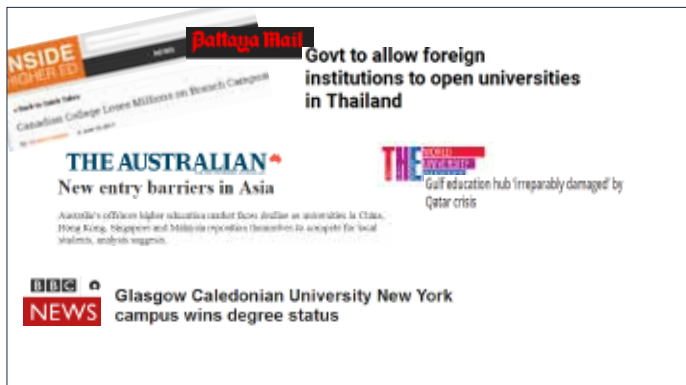 INSIDE
HIGHER ED
NEWS
Canadian College Loses Millions on Branch Campus
Pattaya Mail
Govt to allow foreign
institutions to open universities
in Thailand
THE AUSTRALIAN
New entry barriers in Asia
Australia's offshore higher education market faces decline as universities in China,
Hong Kong, Singapore and Malaysia reposition themselves to compete for local
students, analysis suggests.
THE WORLD
UNIVERSITY
RANKINGS
Gulf education hub 'irreparably damaged' by
Qatar crisis
BBC
NEWS
Glasgow Caledonian University New York
campus wins degree status